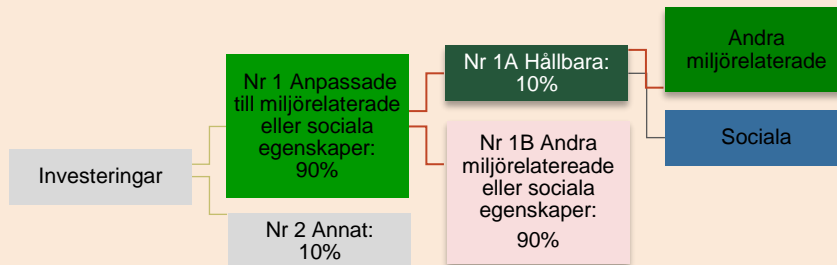 Investeringar
Nr 1 Anpassade
till miljörelaterade
eller sociala
egenskaper:
90%
Nr 2 Annat:
10%
Nr 1A Hållbara:
10%
Nr 1B Andra
miljörelatereade
eller sociala
egenskaper:
90%
Andra
miljörelaterade
Sociala